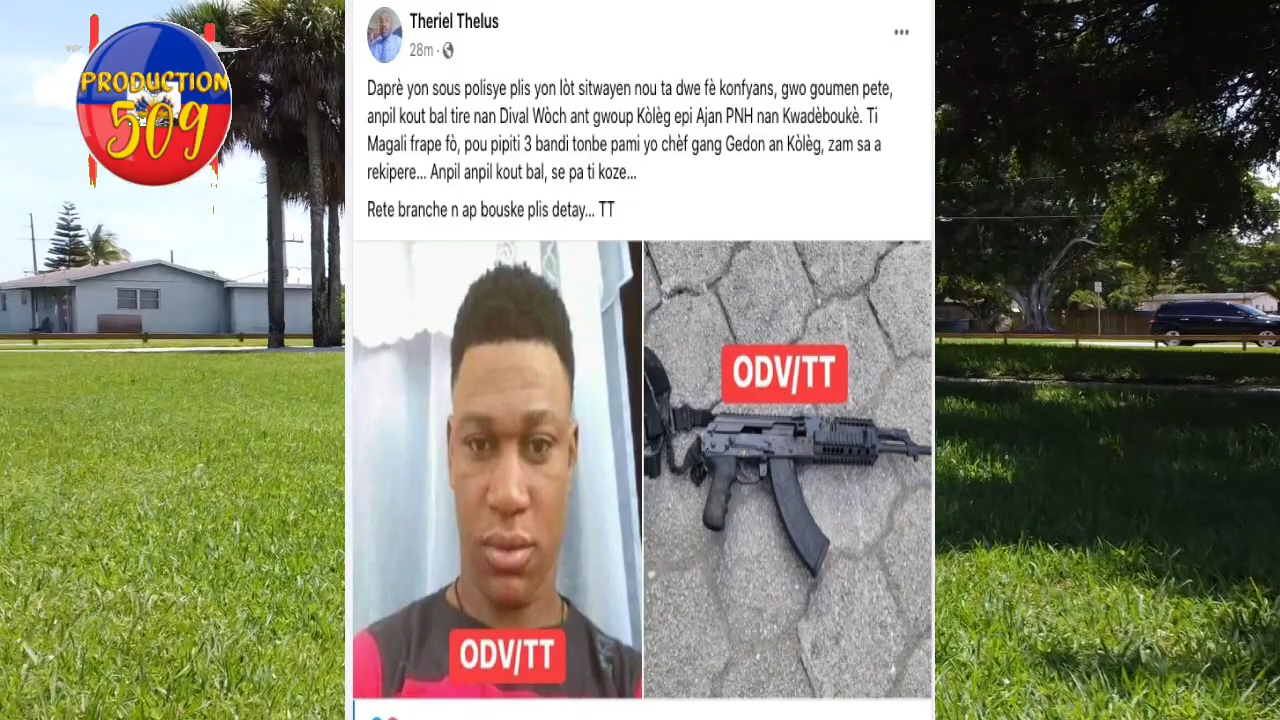 PRODUCTION
509
Theriel Thelus
28m ·
Daprè yon sous polisye plis yon lòt sitwayen nou ta dwe fè konfyans, gwo goumen pete,
anpil kout bal tire nan Dival Wòch ant gwoup Kòlèg epi Ajan PNH nan Kwadèboukè. Ti
Magali frape fò, pou pipiti 3 bandi tonbe pami yo chèf gang Gedon an Kòlèg, zam sa a
rekipere... Anpil anpil kout bal, se pa ti koze...
Rete branche n ap bouske plis detay... TT
ODV/TT
ODV/TT